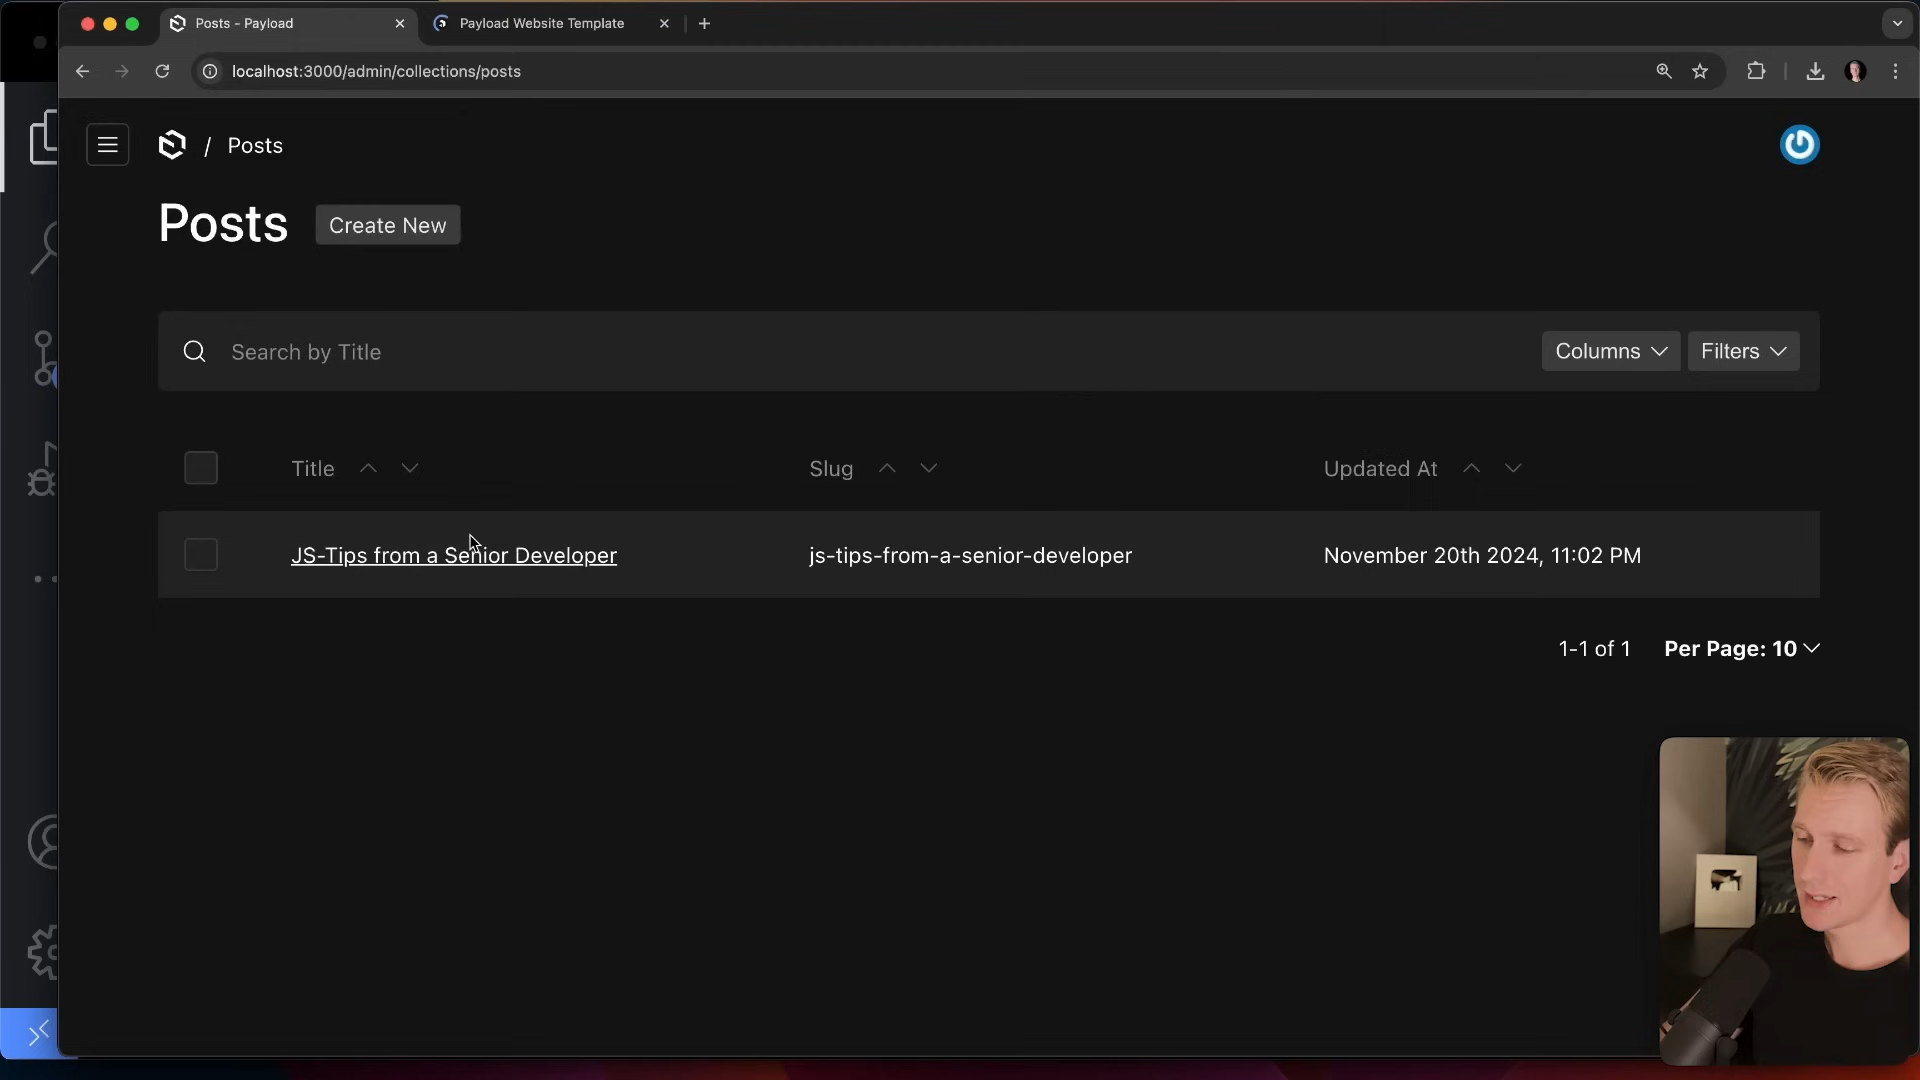 Posts - Payload
Payload Website Template
localhost:3000/admin/collections/posts
/ Posts
Posts
Create New
Search by Title
Columns
Filters
Title
Slug
Updated At
JS-Tips from a Senior Developer
js-tips-from-a-senior-developer
November 20th 2024, 11:02 PM
1-1 of 1
Per Page: 10